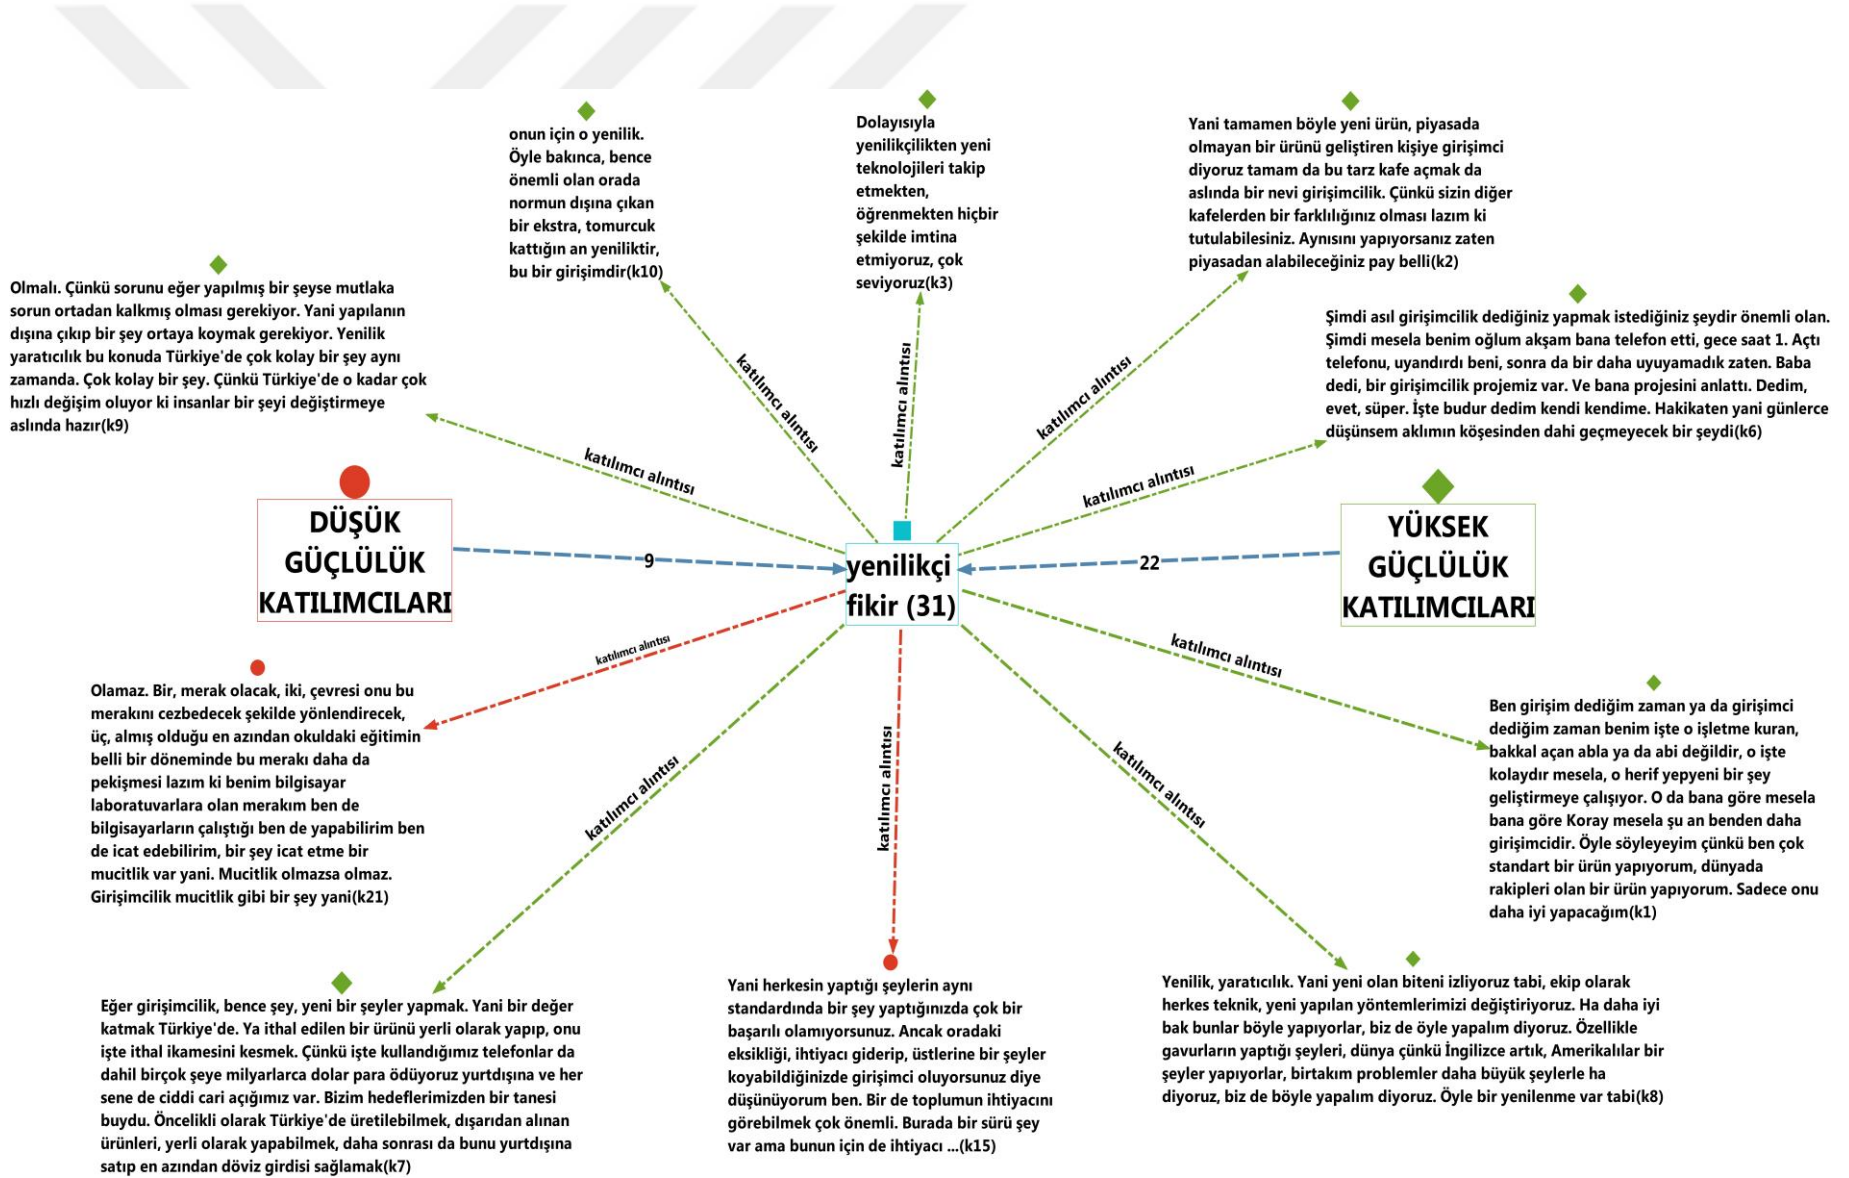 onun için o yenilik.
Öyle bakınca, bence
önemli olan orada
normun dışına çıkan
bir ekstra, tomurcuk
kattığın an yeniliktir,
bu bir girişimdir(k10)
Dolayısıyla
yenilikçilikten yeni
teknolojileri takip
etmekten,
öğrenmekten hiçbir
şekilde imtina
etmiyoruz, çok
seviyoruz(k3)
Yani tamamen böyle yeni ürün, piyasada
olmayan bir ürünü geliştiren kişiye girişimci
diyoruz tamam da bu tarz kafe açmak da
aslında bir nevi girişimcilik. Çünkü sizin diğer
kafelerden bir farklılığınız olması lazım ki
tutulabilesiniz. Aynısını yapıyorsanız zaten
piyasadan alabileceğiniz pay belli(k2)
Olmalı. Çünkü sorunu eğer yapılmış bir şeyse mutlaka
sorun ortadan kalkmış olması gerekiyor. Yani yapılanın
dışına çıkıp bir şey ortaya koymak gerekiyor. Yenilik
yaratıcılık bu konuda Türkiye'de çok kolay bir şey aynı
zamanda. Çok kolay bir şey. Çünkü Türkiye'de o kadar çok
hızlı değişim oluyor ki insanlar bir şeyi değiştirmeye
aslında hazır(k9)
Şimdi asıl girişimcilik dediğiniz yapmak istediğiniz şeydir önemli olan.
Şimdi mesela benim oğlum akşam bana telefon etti, gece saat 1. Açtı
telefonu, uyandırdı beni, sonra da bir daha uyuyamadık zaten. Baba
dedi, bir girişimcilik projemiz var. Ve bana projesini anlattı. Dedim,
evet, süper. İşte budur dedim kendi kendime. Hakikaten yani günlerce
düşünsem aklımın köşesinden dahi geçmeyecek bir şeydi(k6)
katılımcı alıntısı
katılımcı alıntısı
katılımcı alıntısı
katılımcı alıntısı
katılımcı alıntısı
DÜŞÜK
GÜÇLÜLÜK
KATILIMCILARI
9
yenilikçi
fikir (31)
22
YÜKSEK
GÜÇLÜLÜK
KATILIMCILARI
katılımcı alıntısı
katılımcı alıntısı
katılımcı alıntısı
katılımcı alıntısı
katılımcı alıntısı
Olamaz. Bir, merak olacak, iki, çevresi onu bu
merakını cezbedecek şekilde yönlendirecek,
üç, almış olduğu en azından okuldaki eğitimin
belli bir döneminde bu merakı daha da
pekişmesi lazım ki benim bilgisayar
laboratuvarlara olan merakım ben de
bilgisayarların çalıştığı ben de yapabilirim ben
de icat edebilirim, bir şey icat etme bir
mucitlik var yani. Mucitlik olmazsa olmaz.
Girişimcilik mucitlik gibi bir şey yani(k21)
Ben girişim dediğim zaman ya da girişimci
dediğim zaman benim işte o işletme kuran,
bakkal açan abla ya da abi değildir, o işte
kolaydır mesela, o herif yepyeni bir şey
geliştirmeye çalışıyor. O da bana göre mesela
bana göre Koray mesela şu an benden daha
girişimcidir. Öyle söyleyeyim çünkü ben çok
standart bir ürün yapıyorum, dünyada
rakipleri olan bir ürün yapıyorum. Sadece onu
daha iyi yapacağım(k1)
Eğer girişimcilik, bence şey, yeni bir şeyler yapmak. Yani bir değer
katmak Türkiye'de. Ya ithal edilen bir ürünü yerli olarak yapıp, onu
işte ithal ikamesini kesmek. Çünkü işte kullandığımız telefonlar da
dahil birçok şeye milyarlarca dolar para ödüyoruz yurtdışına ve her
sene de ciddi cari açığımız var. Bizim hedeflerimizden bir tanesi
buydu. Öncelikli olarak Türkiye'de üretilebilmek, dışarıdan alınan
ürünleri, yerli olarak yapabilmek, daha sonrası da bunu yurtdışına
satıp en azından döviz girdisi sağlamak(k7)
Yani herkesin yaptığı şeylerin aynı
standardında bir şey yaptığınızda çok bir
başarılı olamıyorsunuz. Ancak oradaki
eksikliği, ihtiyacı giderip, üstlerine bir şeyler
koyabildiğinizde girişimci oluyorsunuz diye
düşünüyorum ben. Bir de toplumun ihtiyacını
görebilmek çok önemli. Burada bir sürü şey
var ama bunun için de ihtiyacı ...(k15)
Yenilik, yaratıcılık. Yani yeni olan biteni izliyoruz tabi, ekip olarak
herkes teknik, yeni yapılan yöntemlerimizi değiştiriyoruz. Ha daha iyi
bak bunlar böyle yapıyorlar, biz de öyle yapalım diyoruz. Özellikle
gavurların yaptığı şeyleri, dünya çünkü İngilizce artık, Amerikalılar bir
şeyler yapıyorlar, birtakım problemler daha büyük şeylerle ha
diyoruz, biz de böyle yapalım diyoruz. Öyle bir yenilenme var tabi(k8)